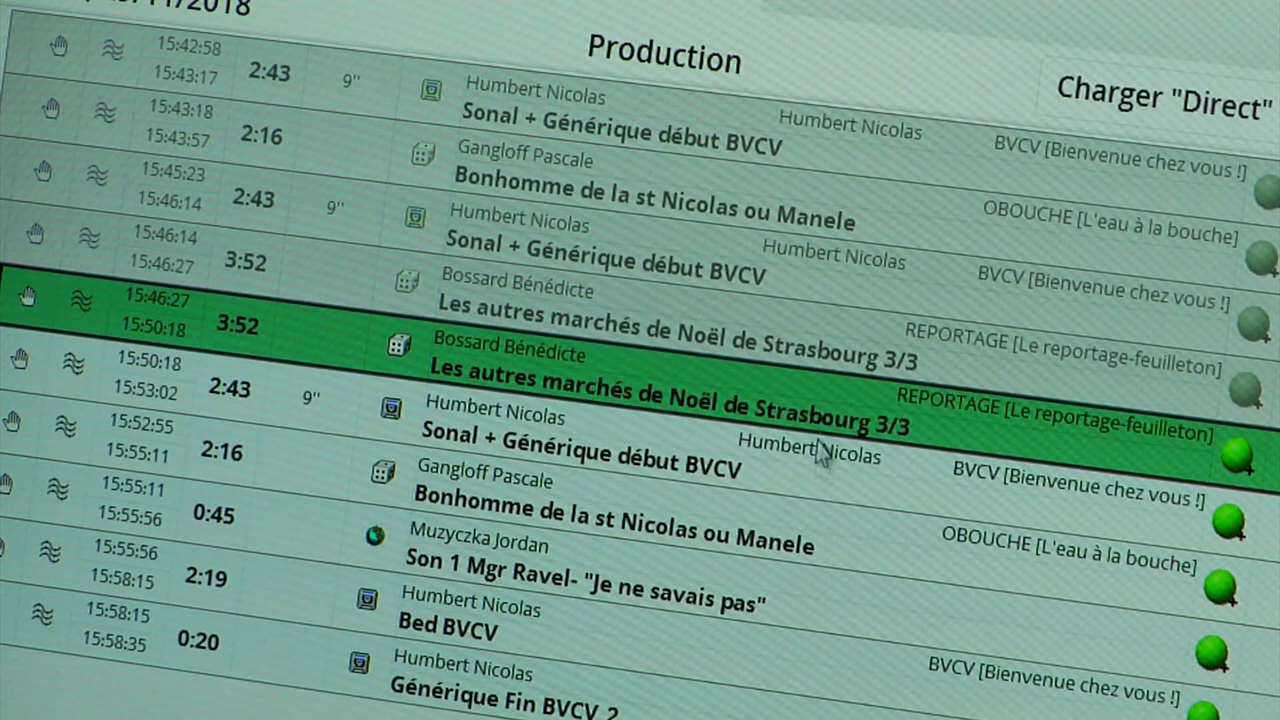 /11/2018
Production
Charger "Direct"
15:42:58
15:43:17
2:43
9"
Humbert Nicolas
Sonal + Générique début BVCV
Humbert Nicolas
BVCV [Bienvenue chez vous !]
15:43:18
15:43:57
2:16
Gangloff Pascale
Bonhomme de la st Nicolas ou Manele
OBOUCHE [L'eau à la bouche]
15:45:23
15:46:14
2:43
9"
Humbert Nicolas
Sonal + Générique début BVCV
Humbert Nicolas
BVCV [Bienvenue chez vous !]
15:46:14
15:46:27
3:52
Bossard Bénédicte
Les autres marchés de Noël de Strasbourg 3/3
REPORTAGE [Le reportage-feuilleton]
15:46:27
15:50:18
3:52
Bossard Bénédicte
Les autres marchés de Noël de Strasbourg 3/3
REPORTAGE [Le reportage-feuilleton]
15:50:18
15:53:02
2:43
9"
Humbert Nicolas
Sonal + Générique début BVCV
Humbert Nicolas
BVCV [Bienvenue chez vous !]
15:52:55
15:55:11
2:16
Gangloff Pascale
Bonhomme de la st Nicolas ou Manele
OBOUCHE [L'eau à la bouche]
15:55:11
15:55:56
0:45
Muzyczka Jordan
Son 1 Mgr Ravel- "Je ne savais pas"
15:55:56
15:58:15
2:19
Humbert Nicolas
Bed BVCV
BVCV [Bienvenue chez vous !]
15:58:15
15:58:35
0:20
Humbert Nicolas
Générique Fin BVCV 2